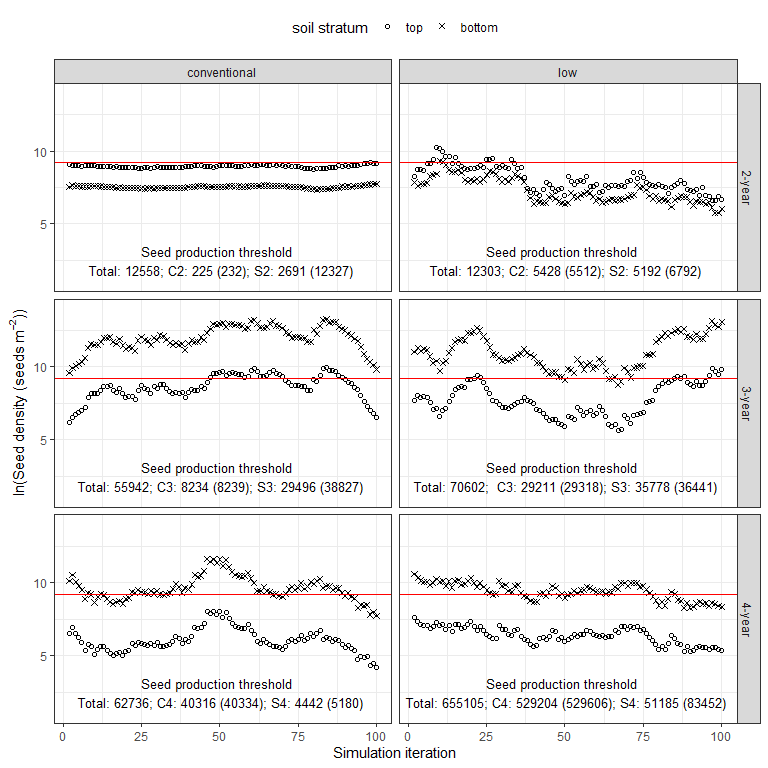 soil stratum top bottom
conventional
low
10
5
Seed production threshold
Total: 12558; C2: 225 (232); S2: 2691 (12327)
Seed production threshold
Total: 12303; C2: 5428 (5512); S2: 5192 (6792)
2-year
10
5
Seed production threshold
Total: 55942; C3: 8234 (8239); S3: 29496 (38827)
Seed production threshold
Total: 70602; C3: 29211 (29318); S3: 35778 (36441)
3-year
10
5
Seed production threshold
Total: 62736; C4: 40316 (40334); S4: 4442 (5180)
Seed production threshold
Total: 655105; C4: 529204 (529606); S4: 51185 (83452)
4-year
0 25 50 75 100
0 25 50 75 100
Simulation iteration
ln(Seed density (seeds m⁻²))